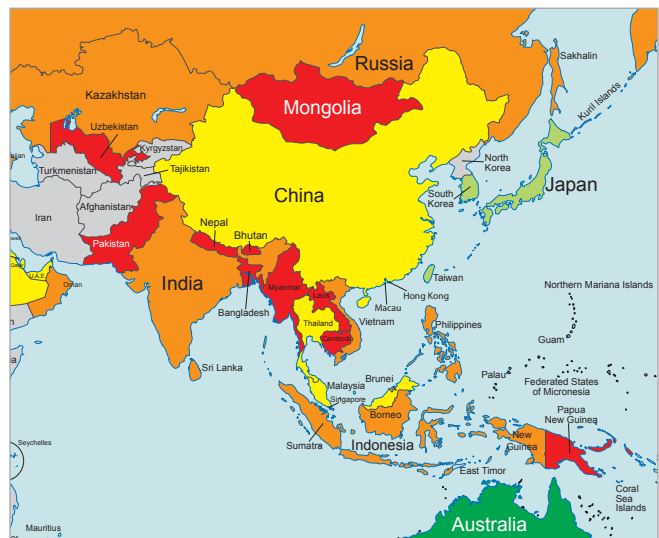 Russia
Sakhalin
Kazakhstan
Kuril Islands
Mongolia
Uzbekistan
Kyrgyzstan
Turkmenistan
Tajikistan
North
Korea
Japan
South
Korea
China
Afghanistan
Iran
Nepal
Bhutan
Pakistan
India
U.A.E.
Oman
Taiwan
Myanmar
Laos
Hong Kong
Macau
Bangladesh
Thailand
Vietnam
Cambodia
Northern Mariana Islands
Philippines
Guam
Sri Lanka
Palau
Federated States
of Micronesia
Malaysia
Brunei
Singapore
Borneo
Papua
New Guinea
New
Guinea
Sumatra
Indonesia
East Timor
Seychelles
Coral
Sea
Islands
Mauritius
Australia